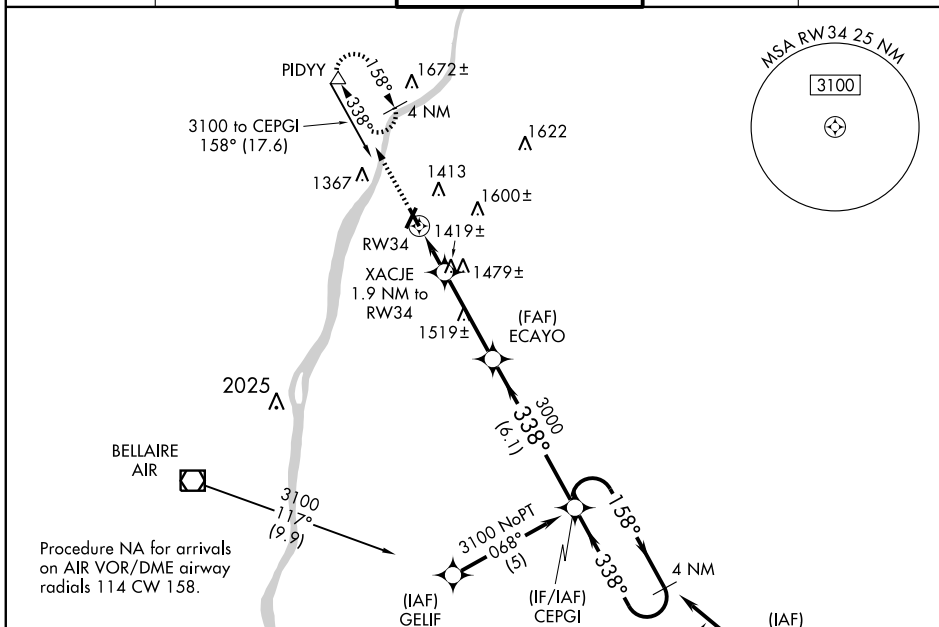 MSA RW34 25 NM
3100
PIDYY
158°
338°
4 NM
1672±
3100 to CEPGI
158° (17.6)
1622
1367
1413
1600±
RW34
1419±
XACJE
1.9 NM to
RW34
1479±
1519±
(FAF)
ECAYO
2025
3000
338°
(6.1)
BELLAIRE
AIR
3100
117°
(9.9)
3100 NoPT
068°
(5)
158°
338°
4 NM
Procedure NA for arrivals
on AIR VOR/DME airway
radials 114 CW 158.
(IAF)
GELIF
(IF/IAF)
CEPGI
(IAF)